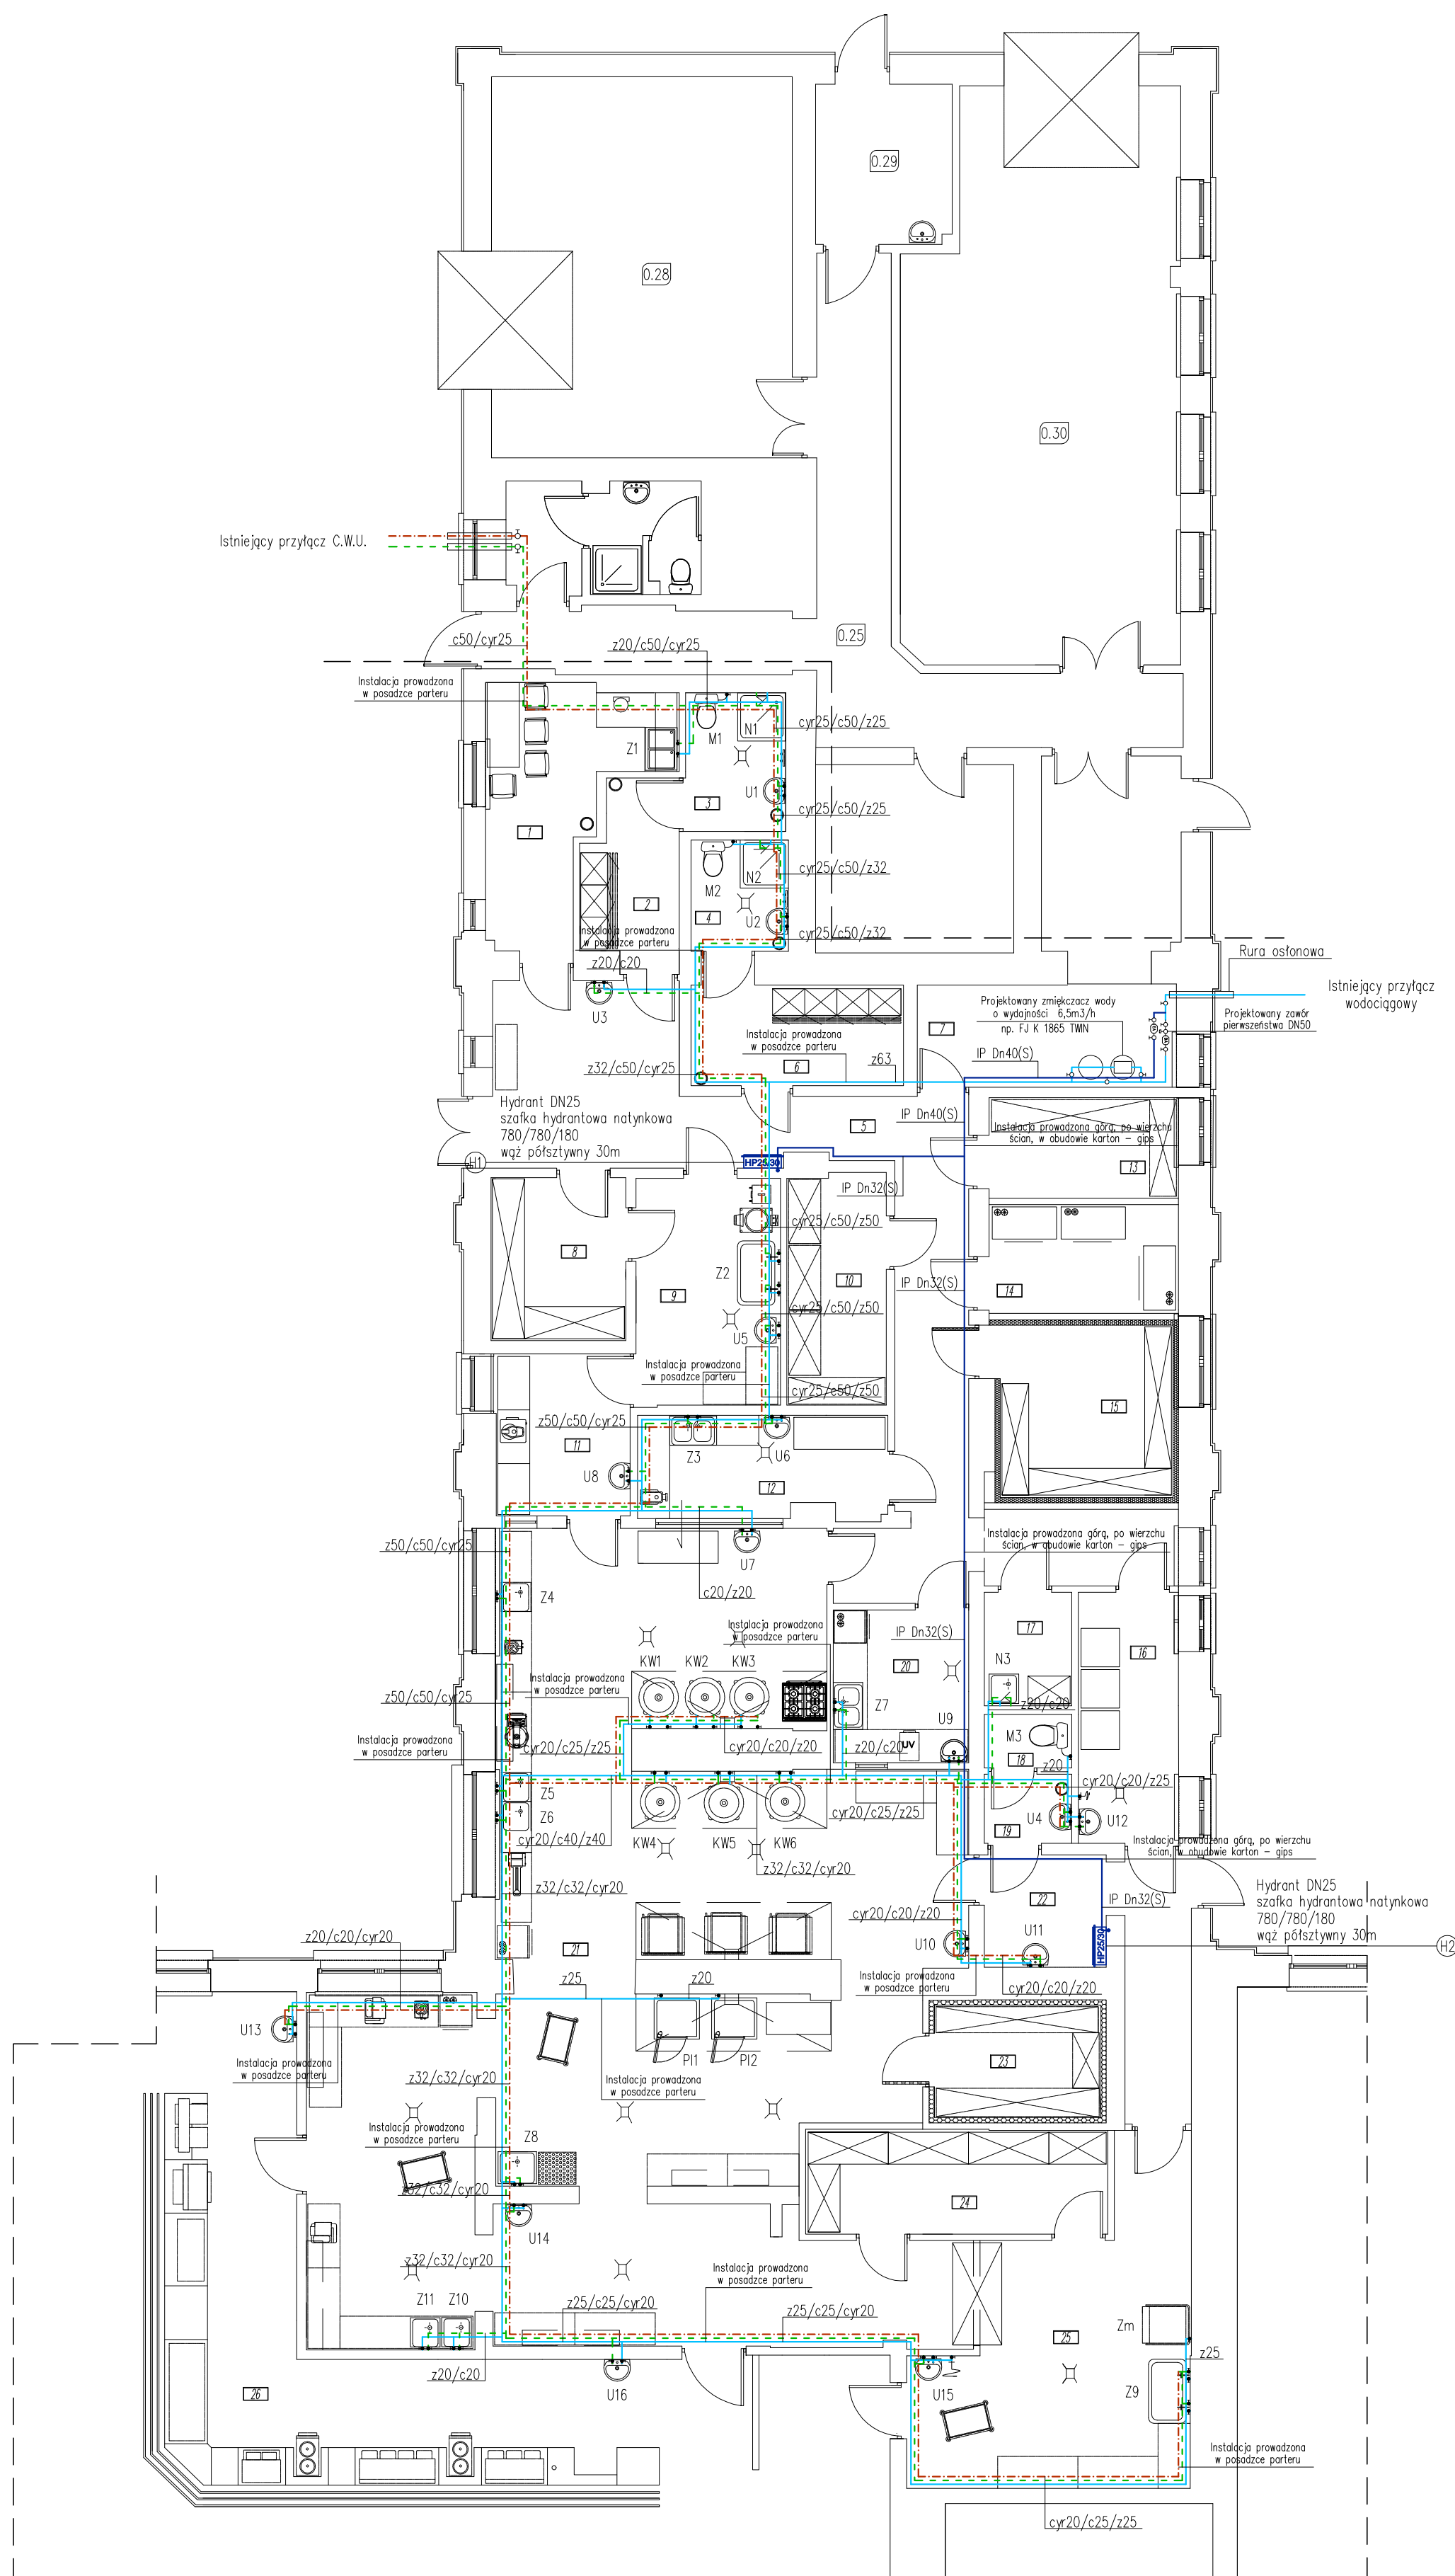 0.29
0.28
0.30
Istniejący przyłącz C.W.U.
c50/cyr25
z20/c50/cyr25
0.25
Instalacja prowadzona
w posadzce parteru
Z1
M1
N1
cyr25/c50/z25
U1
3
cyr25/c50/z25
1
M2
N2
cyr25/c50/z32
2
4
U2
Instalacja prowadzona
w posadzce parteru
cyr25/c50/z32
z20/c20
U3
Rura osłonowa
Istniejący przyłącz
wodociągowy
Projektowany zmiękczacz wody
o wydajności 6,5m3/h
np. FJ K 1865 TWIN
Projektowany zawór
pierwszeństwa DN50
7
Instalacja prowadzona
w posadzce parteru
IP Dn40(S)
z63
6
z32/c50/cyr25
Hydrant DN25
szafka hydrantowa natynkowa
780/780/180
wąż półsztywny 30m
H1
HP25/30
IP Dn40(S)
5
Instalacja prowadzona górą, po wierzchu
ścian, w obudowie karton – gips
13
IP Dn32(S)
cyr25/c50/z50
8
Z2
10
IP Dn32(S)
14
9
cyr25/c50/z50
U5
Instalacja prowadzona
w posadzce parteru
cyr25/c50/z50
15
z50/c50/cyr25
11
Z3
U6
U8
12
z50/c50/cyr25
U7
Instalacja prowadzona górą, po wierzchu
ścian, w obudowie karton – gips
Z4
c20/z20
Instalacja prowadzona
w posadzce parteru
IP Dn32(S)
17
16
20
KW1
KW2
KW3
N3
Instalacja prowadzona
w posadzce parteru
z50/c50/cyr25
Z7
z20/c20
U9
UV
M3
Instalacja prowadzona
w posadzce parteru
cyr20/c25/z25
cyr20/c20/z20
z20/c20
18
z20
cyr20/c20/z25
Z5
Z6
cyr20/c25/z25
U4
U12
19
cyr20/c40/z40
KW4
KW5
KW6
Instalacja prowadzona górą, po wierzchu
ścian, w obudowie karton – gips
z32/c32/cyr20
z32/c32/cyr20
22
IP Dn32(S)
Hydrant DN25
szafka hydrantowa natynkowa
780/780/180
wąż półsztywny 30m
H2
HP25/30
cyr20/c20/z20
U10
U11
z20/c20/cyr20
21
z25
z20
Instalacja prowadzona
w posadzce parteru
cyr20/c20/z20
U13
PI1
PI2
23
Instalacja prowadzona
w posadzce parteru
z32/c32/cyr20
Instalacja prowadzona
w posadzce parteru
Instalacja prowadzona
w posadzce parteru
Z8
z32/c32/cyr20
24
U14
z32/c32/cyr20
Instalacja prowadzona
w posadzce parteru
Z11
Z10
z25/c25/cyr20
z25/c25/cyr20
Zm
25
z25
z20/c20
U16
U15
Z9
26
Instalacja prowadzona
w posadzce parteru
cyr20/c25/z25